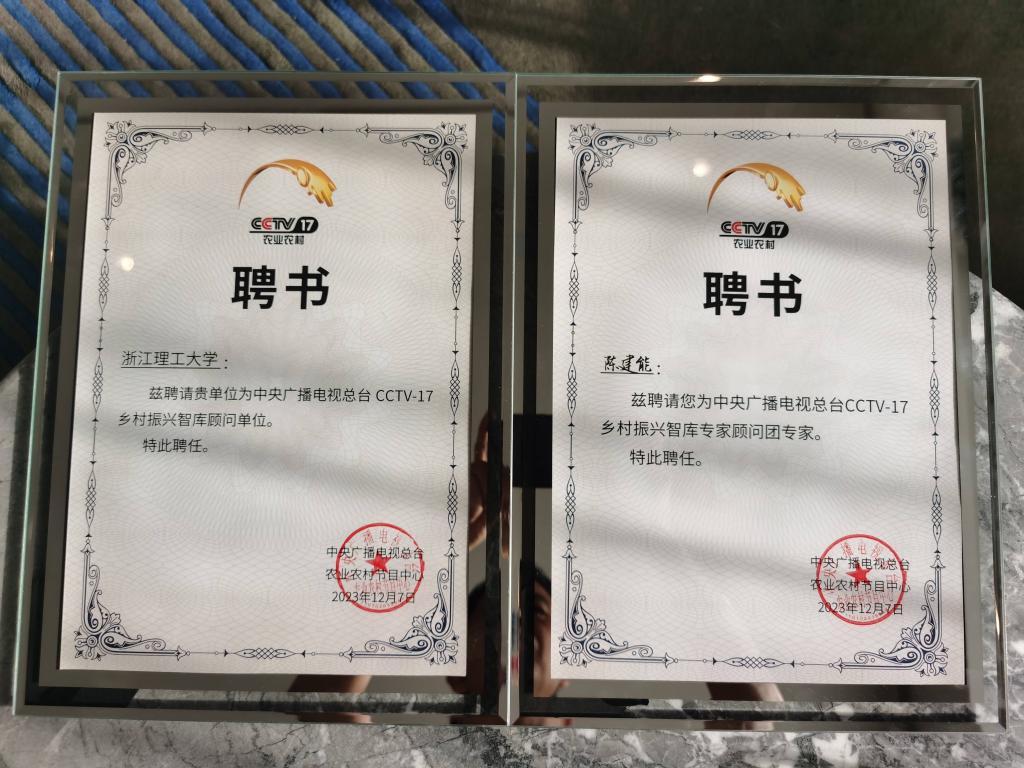 CCTV 17
农业农村
聘书
浙江理工大学：
兹聘请贵单位为中央广播电视总台 CCTV-17
乡村振兴智库顾问单位。
特此聘任。
中央广播电视总台
农业农村节目中心
2023年12月7日
CCTV 17
农业农村
聘书
陈建能：
兹聘请您为中央广播电视总台CCTV-17
乡村振兴智库专家顾问团专家。
特此聘任。
中央广播电视总台
农业农村节目中心
2023年12月7日